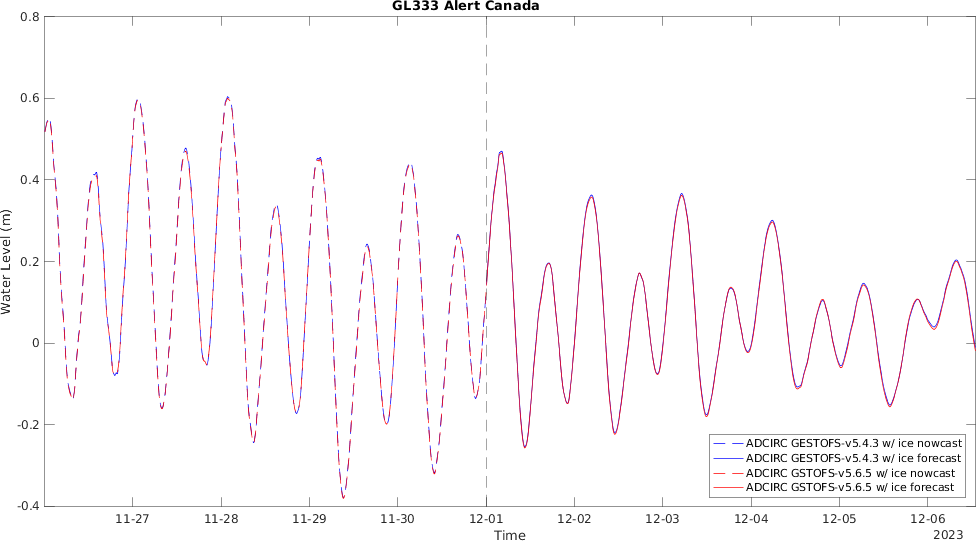 GL333 Alert Canada
0.8
0.6
0.4
0.2
0
-0.2
-0.4
Water Level (m)
11-27 11-28 11-29 11-30 12-01 12-02 12-03 12-04 12-05 12-06
Time
2023
ADCIRC GESTOFS-v5.4.3 w/ ice nowcast
ADCIRC GESTOFS-v5.4.3 w/ ice forecast
ADCIRC GSTOFS-v5.6.5 w/ ice nowcast
ADCIRC GSTOFS-v5.6.5 w/ ice forecast